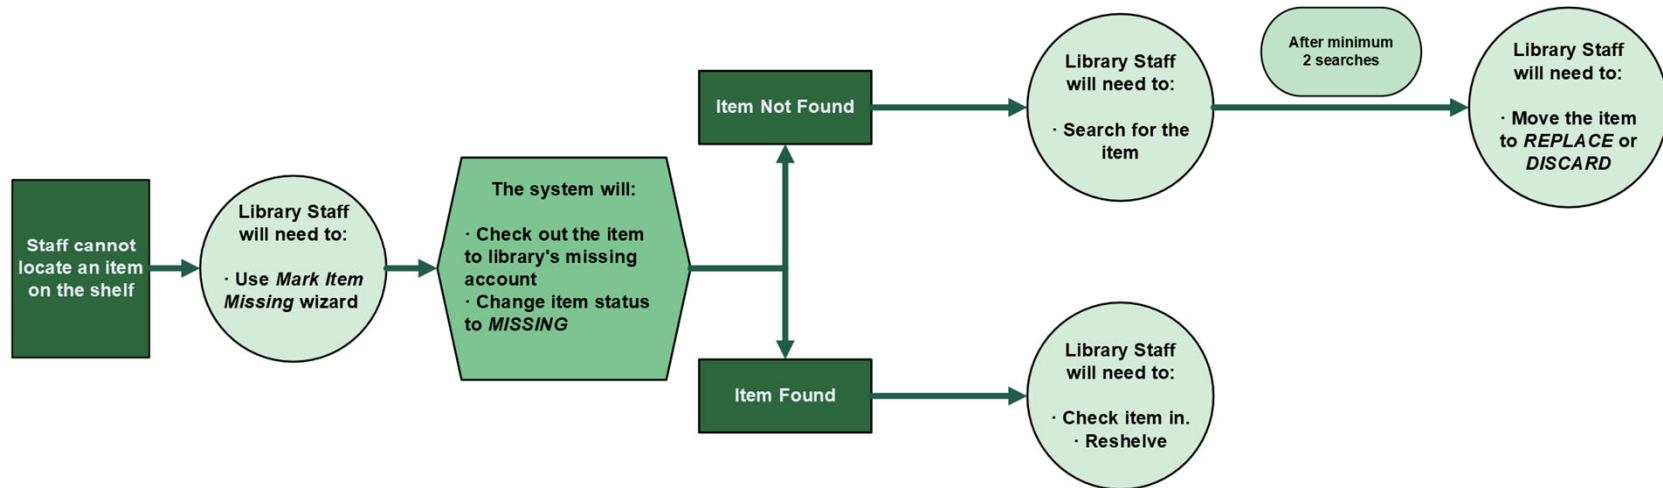 Staff cannot
locate an item
on the shelf
Library Staff
will need to:
· Use Mark Item
Missing wizard
The system will:
· Check out the item
to library's missing
account
· Change item status
to MISSING
Item Not Found
Library Staff
will need to:
· Search for the
item
After minimum
2 searches
Library Staff
will need to:
· Move the item
to REPLACE or
DISCARD
Item Found
Library Staff
will need to:
· Check item in.
· Reshelve